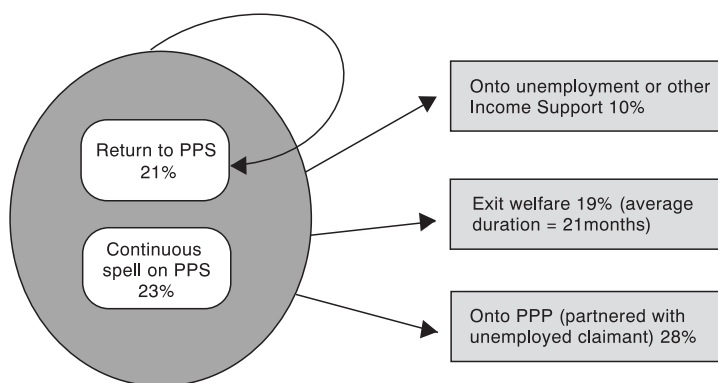 Return to PPS
21%
Continuous
spell on PPS
23%
Onto unemployment or other
Income Support 10%
Exit welfare 19% (average
duration = 21months)
Onto PPP (partnered with
unemployed claimant) 28%